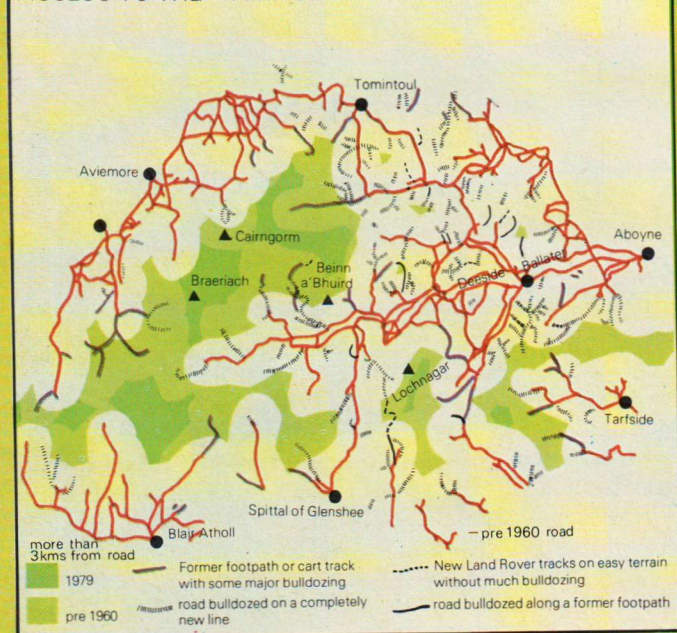 Tomintoul
Aviemore
Cairngorm
Aboyne
Ballater
Deeside
Beinn
a'Bhuird
Braeriach
Lochnagar
Tarfside
Spittal of Glenshee
Blair Atholl
pre 1960 road
more than
3kms from road
1979
pre 1960
Former footpath or cart track
with some major bulldozing
road bulldozed on a completely
new line
New Land Rover tracks on easy terrain
without much bulldozing
road bulldozed along a former footpath